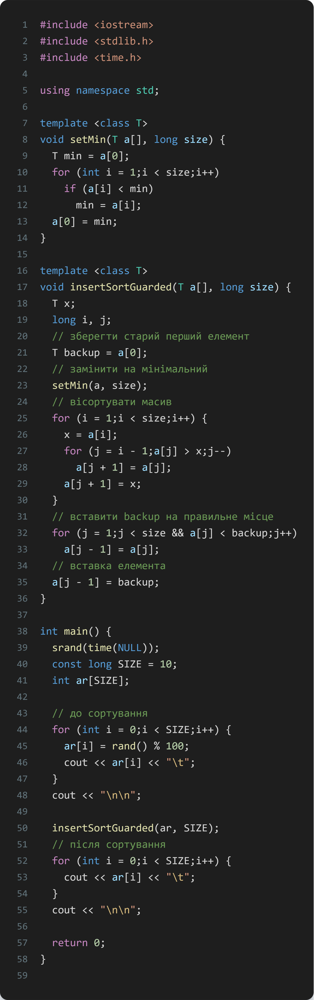 1 #include <iostream>
2 #include <stdlib.h>
3 #include <time.h>
4
5 using namespace std;
6
7 template <class T>
8 void setMin(T a[], long size) {
9   T min = a[0];
10   for (int i = 1;i < size;i++)
11     if (a[i] < min)
12       min = a[i];
13   a[0] = min;
14 }
15
16 template <class T>
17 void insertSortGuarded(T a[], long size) {
18   T x;
19   long i, j;
20   // зберегти старий перший елемент
21   T backup = a[0];
22   // замінити на мінімальний
23   setMin(a, size);
24   // вісортувати масив
25   for (i = 1;i < size;i++) {
26     x = a[i];
27     for (j = i - 1;a[j] > x;j--)
28       a[j + 1] = a[j];
29     a[j + 1] = x;
30   }
31   // вставити backup на правильне місце
32   for (j = 1;j < size && a[j] < backup;j++)
33     a[j - 1] = a[j];
34   // вставка елемента
35   a[j - 1] = backup;
36 }
37
38 int main() {
39   srand(time(NULL));
40   const long SIZE = 10;
41   int ar[SIZE];
42
43   // до сортування
44   for (int i = 0;i < SIZE;i++) {
45     ar[i] = rand() % 100;
46     cout << ar[i] << "\t";
47   }
48   cout << "\n\n";
49
50   insertSortGuarded(ar, SIZE);
51   // після сортування
52   for (int i = 0;i < SIZE;i++) {
53     cout << ar[i] << "\t";
54   }
55   cout << "\n\n";
56
57   return 0;
58 }
59